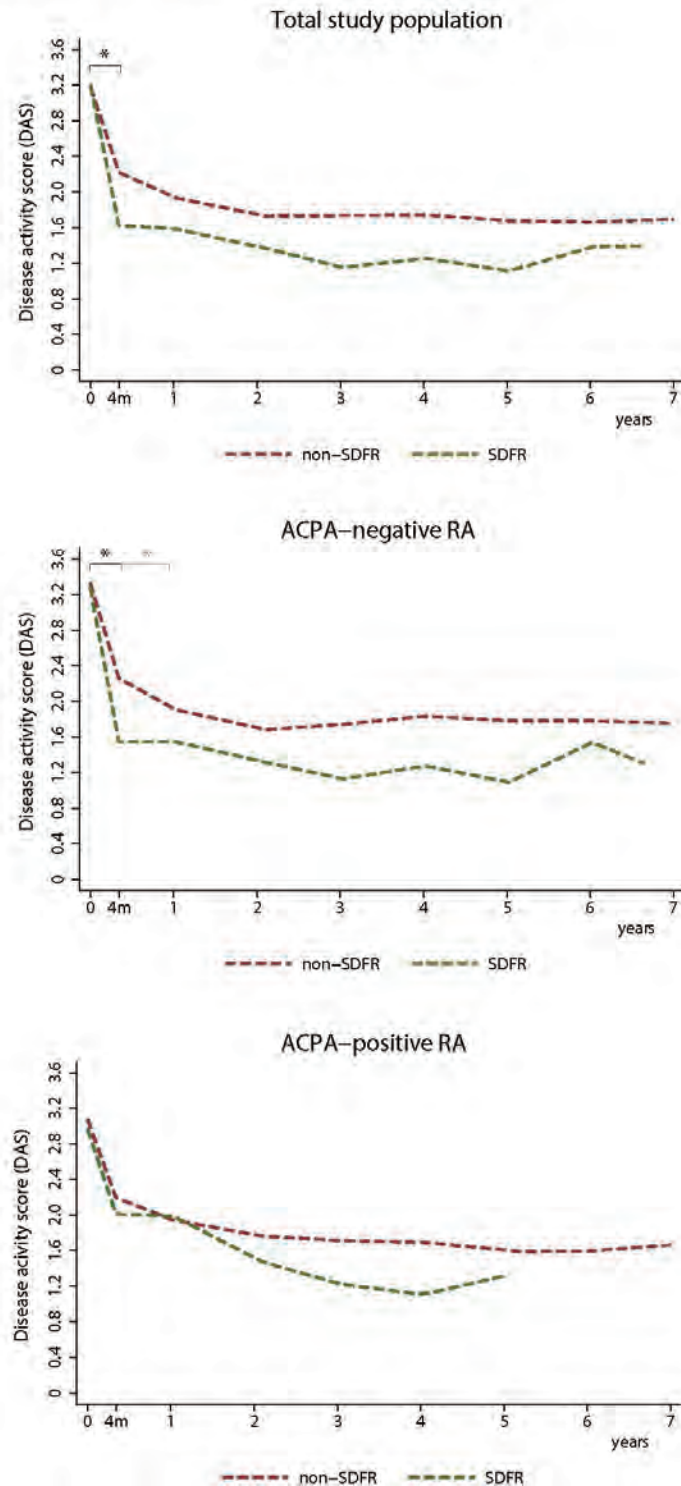 Total study population
Disease activity score (DAS)
3.6
3.2
2.8
2.4
2.0
1.6
1.2
0.8
0.4
0
*
0 4m 1 2 3 4 5 6 7
years
non–SDFR SDFR
ACPA–negative RA
Disease activity score (DAS)
3.6
3.2
2.8
2.4
2.0
1.6
1.2
0.8
0.4
0
* *
0 4m 1 2 3 4 5 6 7
years
non–SDFR SDFR
ACPA–positive RA
Disease acivity score (DAS)
3.6
3.2
2.8
2.4
2.0
1.6
1.2
0.8
0.4
0
0 4m 1 2 3 4 5 6 7
years
non–SDFR SDFR